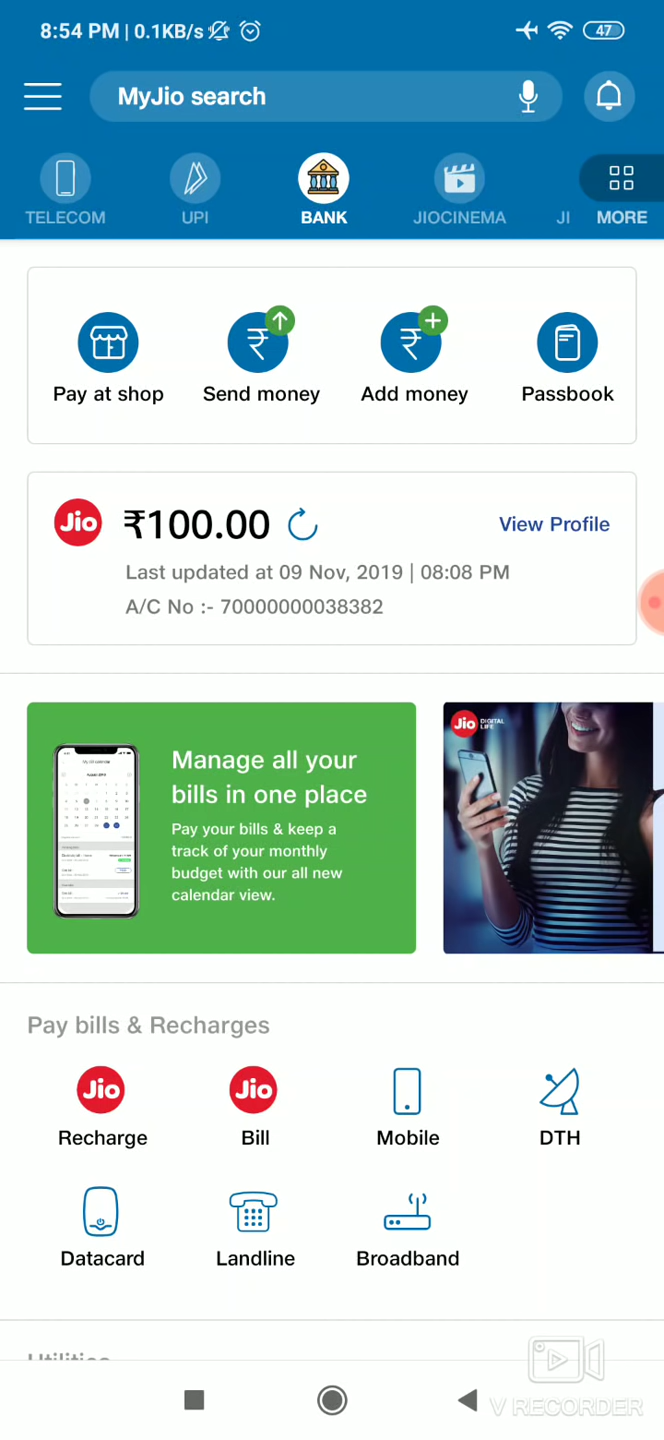 8:54 PM | 0.1KB/s
47
MyJio search
TELECOM
UPI
BANK
JIOCINEMA
JI
MORE
Pay at shop
Send money
Add money
Passbook
Jio
₹100.00
View Profile
Last updated at 09 Nov, 2019 | 08:08 PM
A/C No :- 70000000038382
Manage all your
bills in one place
Pay your bills & keep a
track of your monthly
budget with our all new
calendar view.
Jio DIGITAL
LIFE
Pay bills & Recharges
Jio
Recharge
Jio
Bill
Mobile
DTH
Datacard
Landline
Broadband
Utilities
V RECORDER